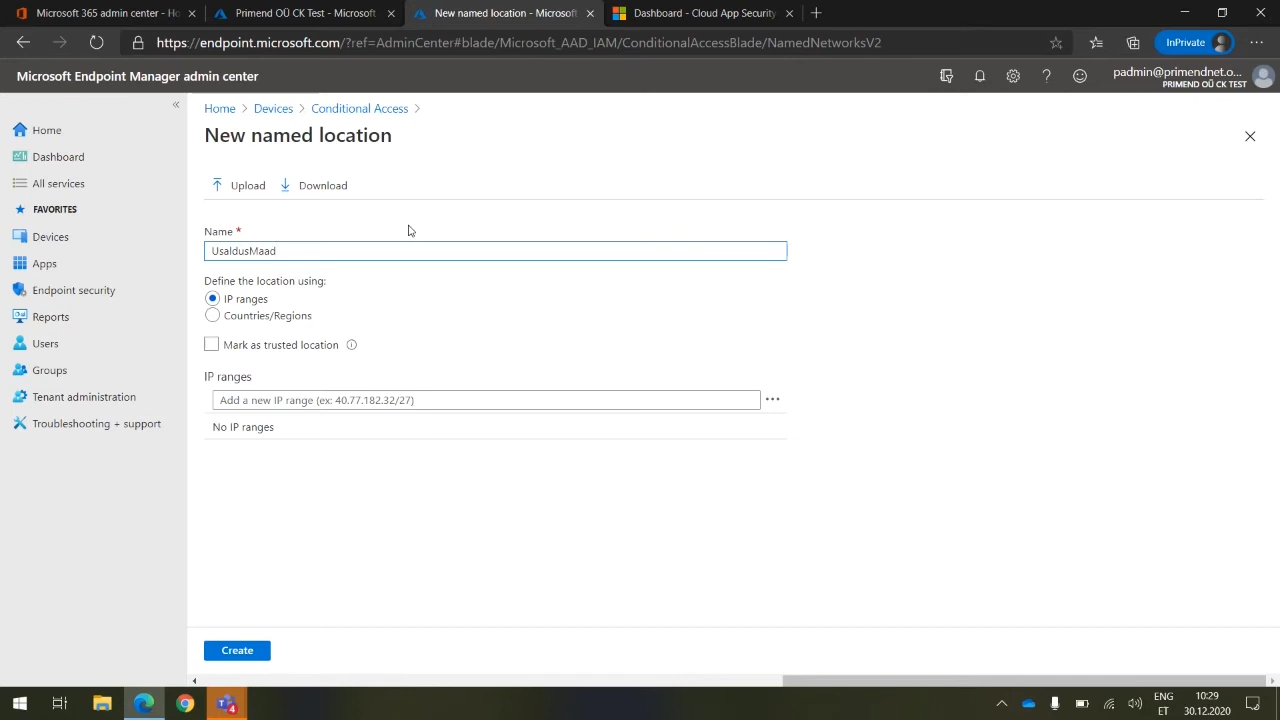 Microsoft 365 admin center - Ho
Primend OÜ CK Test - Microsoft
New named location - Microsoft
Dashboard - Cloud App Security
https://endpoint.microsoft.com/?ref=AdminCenter#blade/Microsoft_AAD_IAM/ConditionalAccessBlade/NamedNetworksV2
InPrivate
Microsoft Endpoint Manager admin center
padmin@primendnet.o...
PRIMEND OÜ CK TEST
Home > Devices > Conditional Access >
New named location
Upload
Download
Name *
UsaldusMaad
Define the location using:
IP ranges
Countries/Regions
Mark as trusted location
IP ranges
Add a new IP range (ex: 40.77.182.32/27)
No IP ranges
Create
Home
Dashboard
All services
FAVORITES
Devices
Apps
Endpoint security
Reports
Users
Groups
Tenant administration
Troubleshooting + support
4
ENG
ET
10:29
30.12.2020